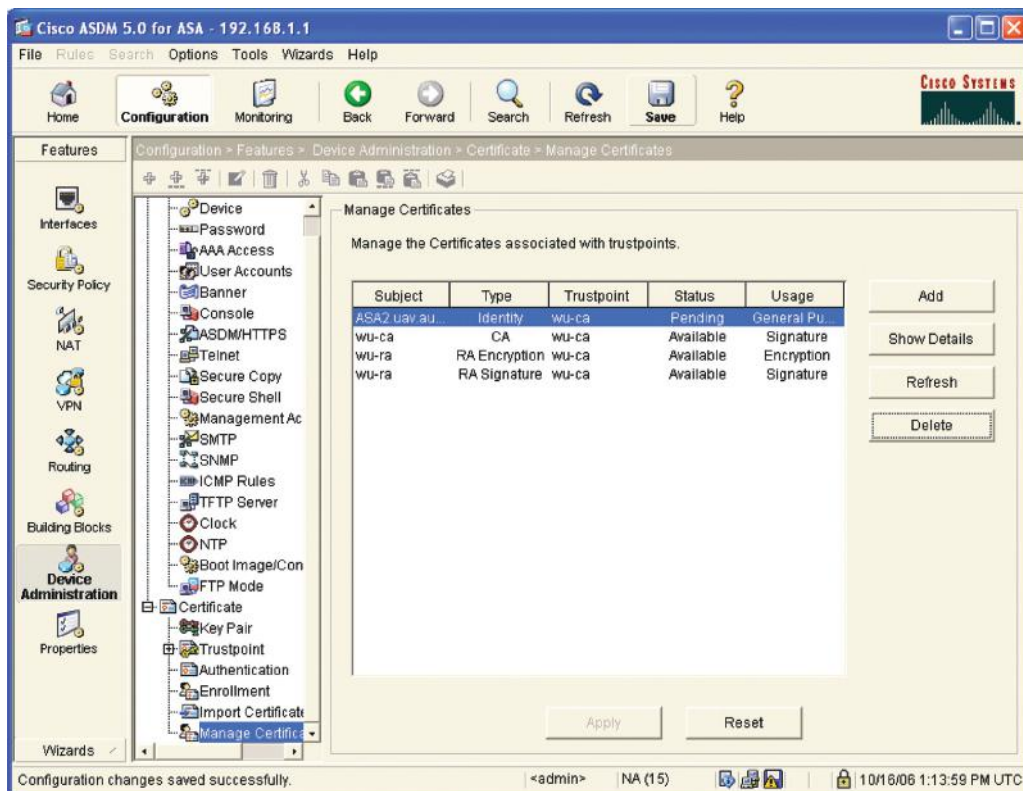 Cisco ASDM 5.0 for ASA - 192.168.1.1
File Rules Search Options Tools Wizards Help
Home Configuration Monitoring Back Forward Search Refresh Save Help
CISCO SYSTEMS
Features
Configuration > Features > Device Administration > Certificate > Manage Certificates
Interfaces
Security Policy
NAT
VPN
Routing
Building Blocks
Device Administration
Properties
Wizards
Device
Password
AAA Access
User Accounts
Banner
Console
ASDM/HTTPS
Telnet
Secure Copy
Secure Shell
Management Ac
SMTP
SNMP
ICMP Rules
TFTP Server
Clock
NTP
Boot Image/Con
FTP Mode
Certificate
Key Pair
Trustpoint
Authentication
Enrollment
Import Certificate
Manage Certifica
Manage Certificates
Manage the Certificates associated with trustpoints.
Subject Type Trustpoint Status Usage
ASA2.uav.au... Identity wu-ca Pending General Pu...
wu-ca CA wu-ca Available Signature
wu-ra RA Encryption wu-ca Available Encryption
wu-ra RA Signature wu-ca Available Signature
Add
Show Details
Refresh
Delete
Apply Reset
Configuration changes saved successfully. <admin> NA (15) 10/16/06 1:13:59 PM UTC